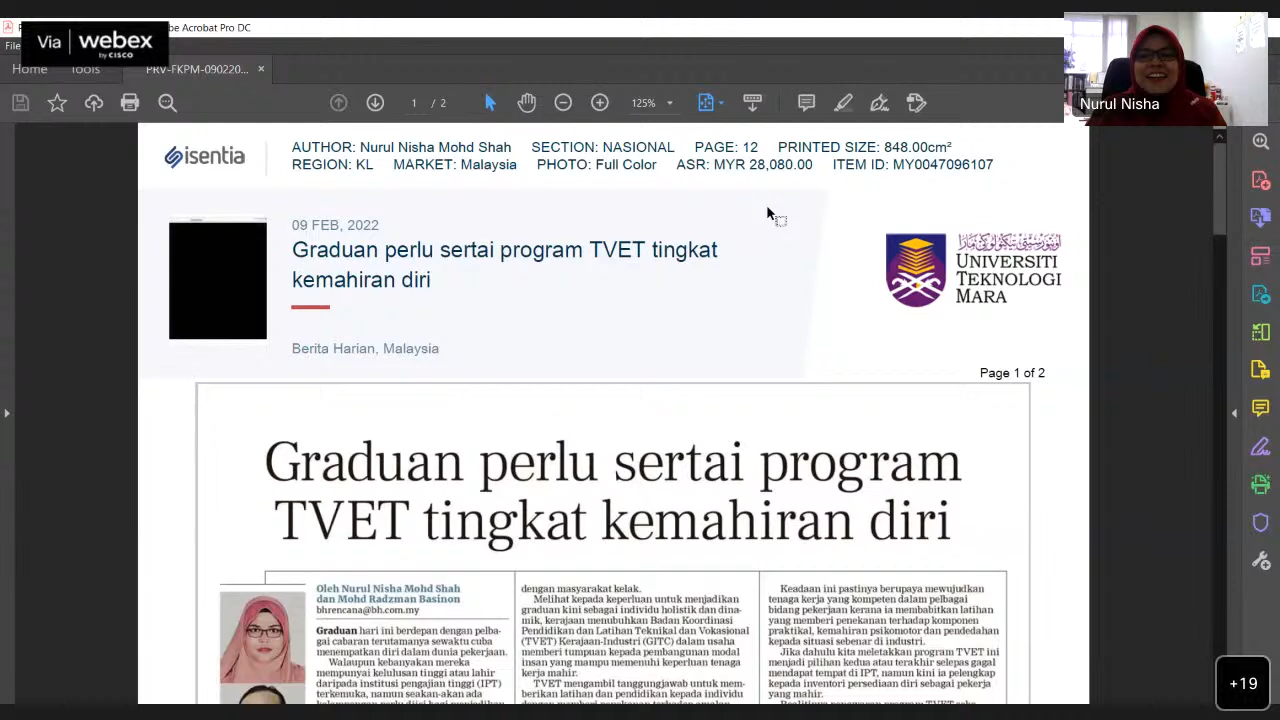 Via webex
by CISCO
be Acrobat Pro DC
File
Home Tools PRV-FKPM-090220... ×
1 / 2 125%
Nurul Nisha
isentia
AUTHOR: Nurul Nisha Mohd Shah SECTION: NASIONAL PAGE: 12 PRINTED SIZE: 848.00cm²
REGION: KL MARKET: Malaysia PHOTO: Full Color ASR: MYR 28,080.00 ITEM ID: MY0047096107
09 FEB, 2022
Graduan perlu sertai program TVET tingkat
kemahiran diri
Berita Harian, Malaysia
اونيۏرسيتي تيكنولوݢي مارا
UNIVERSITI
TEKNOLOGI
MARA
Page 1 of 2
Graduan perlu sertai program
TVET tingkat kemahiran diri
Oleh Nurul Nisha Mohd Shah
dan Mohd Radzman Basinon
bhrencana@bh.com.my
Graduan hari ini berdepan dengan pelba-
gai cabaran terutamanya sewaktu cuba
menempatkan diri dalam dunia pekerjaan.
Walaupun kebanyakan mereka
mempunyai kelulusan tinggi atau lahir
daripada institusi pengajian tinggi (IPT)
terkemuka, namun seakan-akan ada
dengan masyarakat kelak.
Melihat kepada keperluan untuk menjadikan
graduan kini sebagai individu holistik dan dina-
mik, kerajaan menubuhkan Badan Koordinasi
Pendidikan dan Latihan Teknikal dan Vokasional
(TVET) Kerajaan-Industri (GITC) dalam usaha
memberi tumpuan kepada pembangunan modal
insan yang mampu memenuhi keperluan tenaga
kerja mahir.
TVET mengambil tanggungjawab untuk mem-
berikan latihan dan pendidikan kepada individu
Keadaan ini pastinya berupaya mewujudkan
tenaga kerja yang kompeten dalam pelbagai
bidang pekerjaan kerana ia membabitkan latihan
yang memberi penekanan terhadap komponen
praktikal, kemahiran psikomotor dan pendedahan
kepada situasi sebenar di industri.
Jika dahulu kita meletakkan program TVET ini
menjadi pilihan kedua atau terakhir selepas gagal
mendapat tempat di IPT, namun kini ia pelengkap
kepada inventori persediaan diri sebagai pekerja
yang mahir.
+19